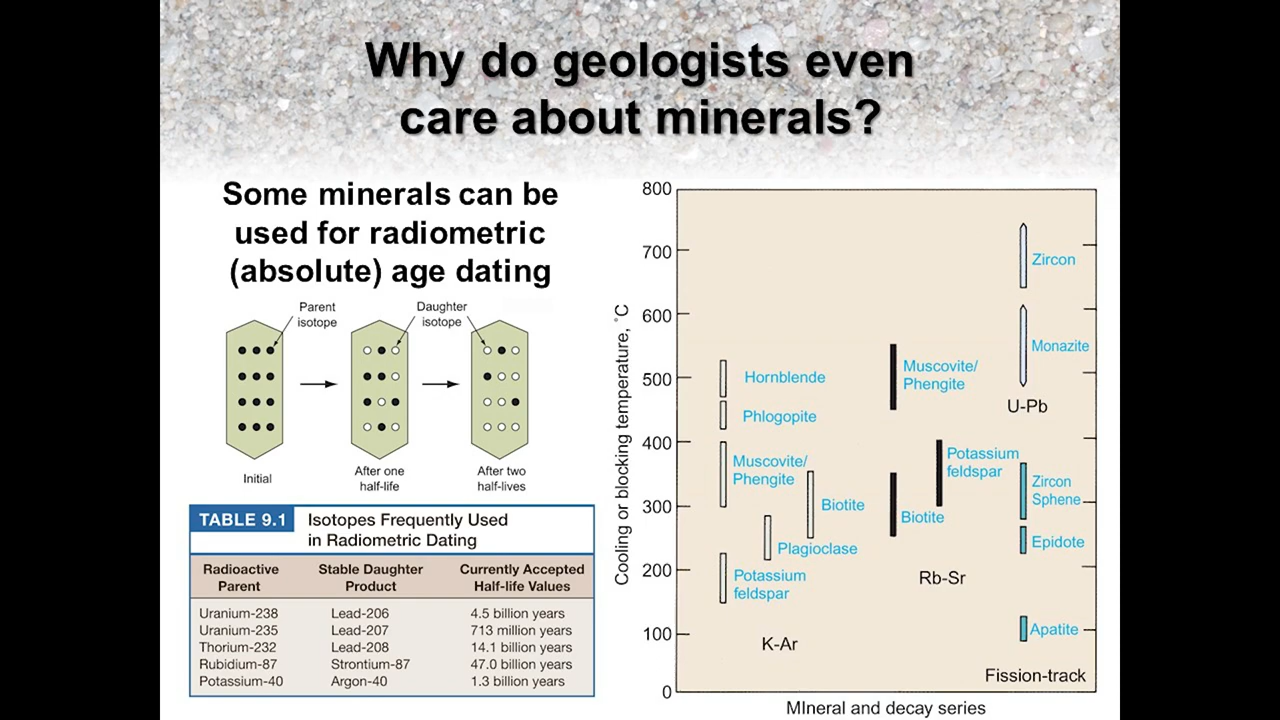 Why do geologists even
care about minerals?
Some minerals can be
used for radiometric
(absolute) age dating
Parent
isotope
Daughter
isotope
Initial
After one
half-life
After two
half-lives
TABLE 9.1 Isotopes Frequently Used
in Radiometric Dating
Radioactive Stable Daughter Currently Accepted
Parent Product Half-life Values
Uranium-238 Lead-206 4.5 billion years
Uranium-235 Lead-207 713 million years
Thorium-232 Lead-208 14.1 billion years
Rubidium-87 Strontium-87 47.0 billion years
Potassium-40 Argon-40 1.3 billion years
Cooling or blocking temperature, ˚C
800
700
600
500
400
300
200
100
0
Hornblende
Phlogopite
Muscovite/
Phengite
Biotite
Plagioclase
Potassium
feldspar
K-Ar
Muscovite/
Phengite
Potassium
feldspar
Biotite
Rb-Sr
Zircon
Monazite
U-Pb
Zircon
Sphene
Epidote
Apatite
Fission-track
MIneral and decay series